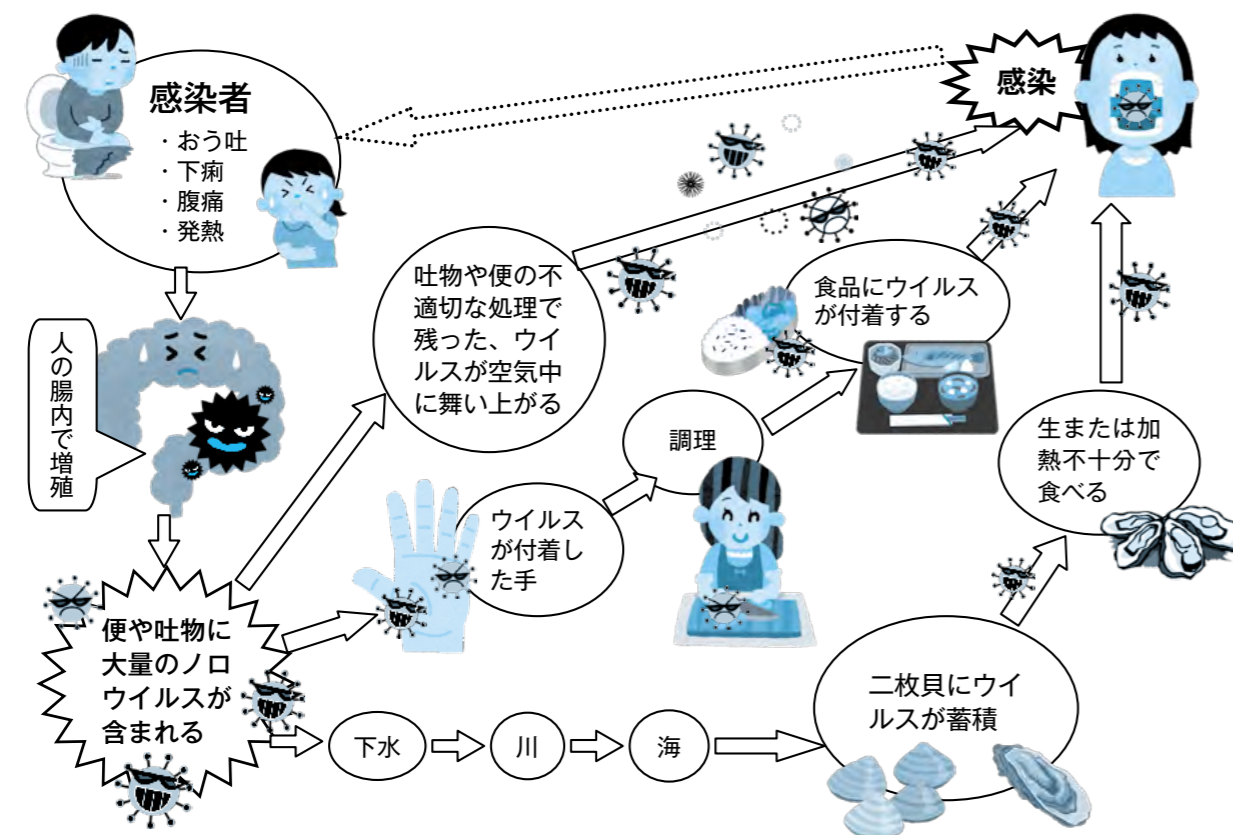 感染者
・おう吐
・下痢
・腹痛
・発熱
人の腸内で増殖
便や吐物に
大量のノロ
ウイルスが
含まれる
吐物や便の不
適切な処理で
残った、ウイ
ルスが空気中
に舞い上がる
ウイルス
が付着し
た手
調理
食品にウイルス
が付着する
下水
川
海
二枚貝にウイ
ルスが蓄積
生または加
熱不十分で
食べる
感染